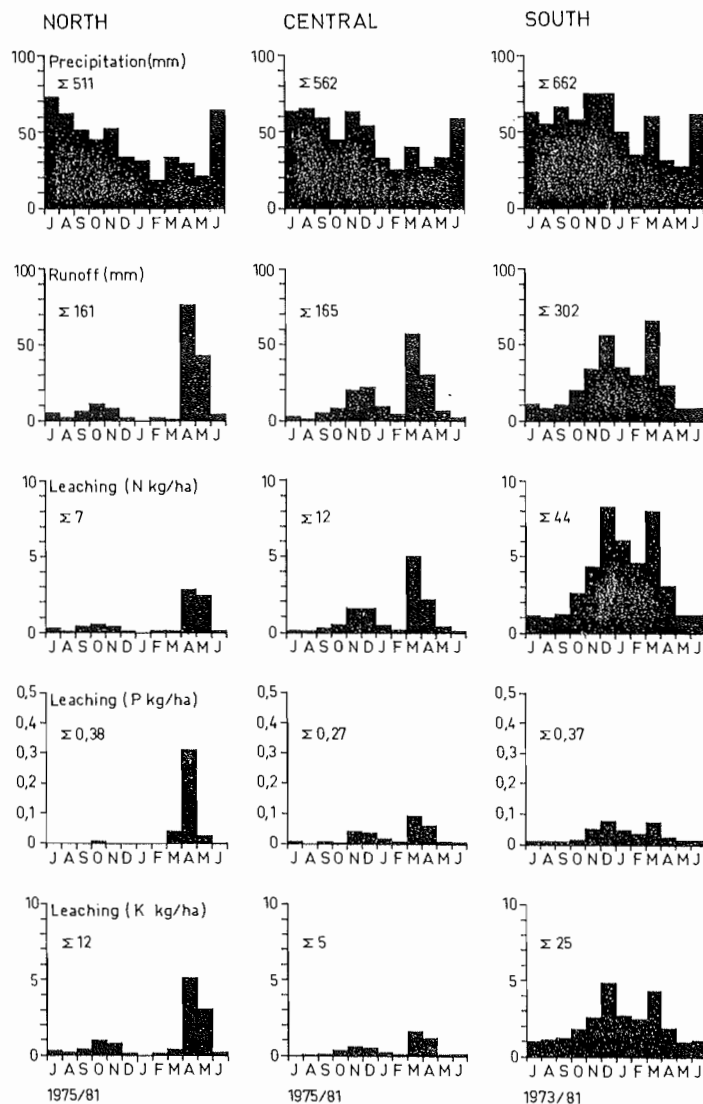 NORTH CENTRAL SOUTH
100 Precipitation(mm) 100 100
Σ 511 Σ 562 Σ 662
50 50 50
0 0 0
J A S O N D J F M A M J J A S O N D J F M A M J J A S O N D J F M A M J
100 Runoff (mm) 100 100
Σ 161 Σ 165 Σ 302
50 50 50
0 0 0
J A S O N D J F M A M J J A S O N D J F M A M J J A S O N D J F M A M J
10 Leaching (N kg/ha) 10 10
Σ 7 Σ 12 Σ 44
5 5 5
0 0 0
J A S O N D J F M A M J J A S O N D J F M A M J J A S O N D J F M A M J
0,5 Leaching (P kg/ha) 0,5 0,5
0,4 0,4 0,4
Σ 0,38 Σ 0,27 Σ 0,37
0,3 0,3 0,3
0,2 0,2 0,2
0,1 0,1 0,1
0 0 0
J A S O N D J F M A M J J A S O N D J F M A M J J A S O N D J F M A M J
10 Leaching (K kg/ha) 10 10
Σ 12 Σ 5 Σ 25
5 5 5
0 0 0
J A S O N D J F M A M J J A S O N D J F M A M J J A S O N D J F M A M J
1975/81 1975/81 1973/81